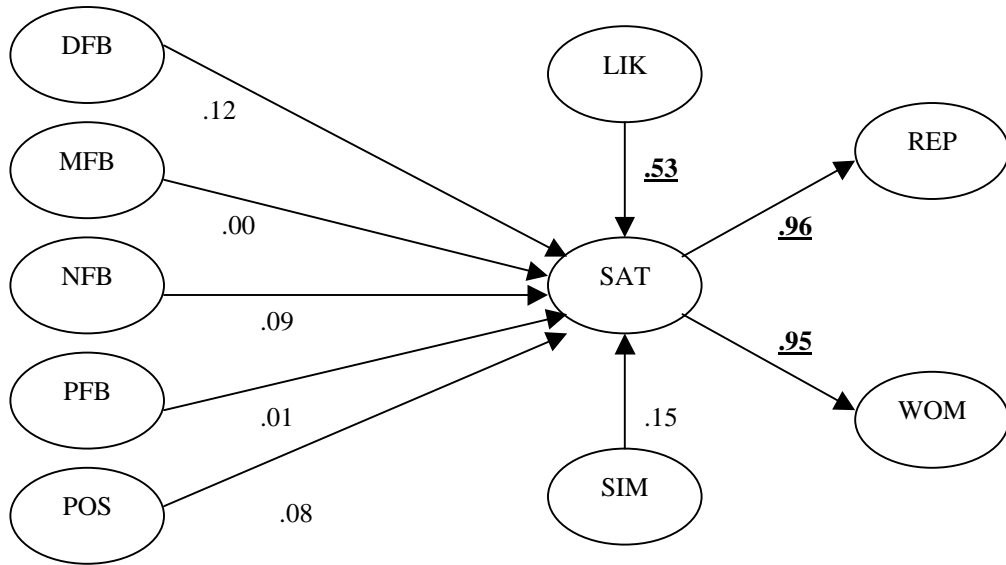 DFB
LIK
.12
REP
MFB
.53
.00
.96
NFB
SAT
.09
.95
PFB
.01
.15
WOM
POS
SIM
.08